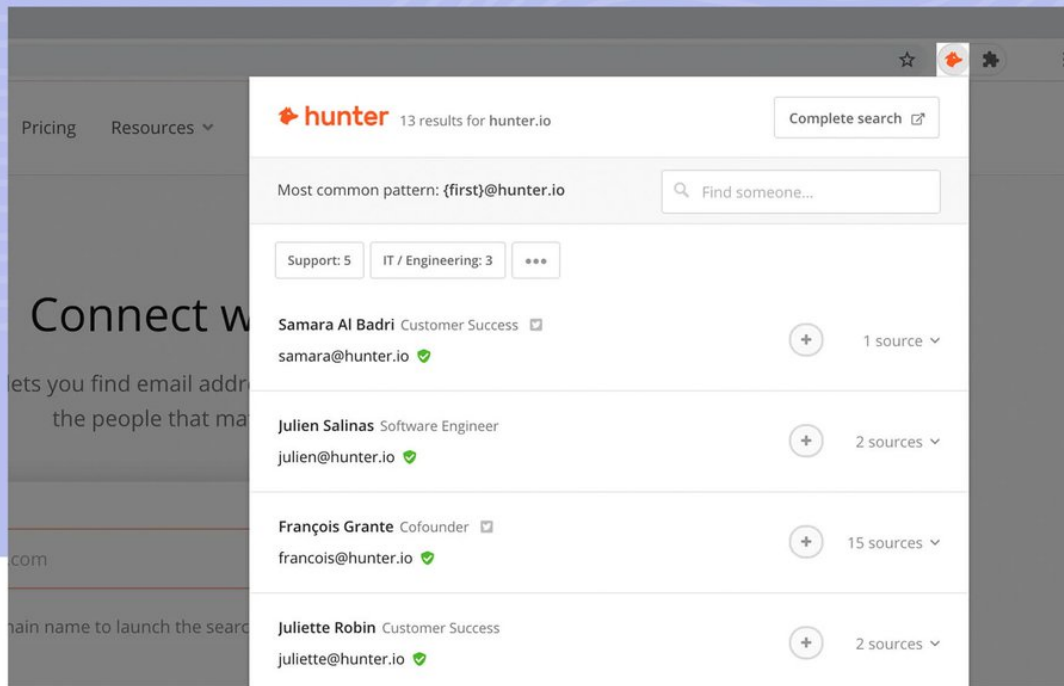 Pricing Resources
hunter 13 results for hunter.io Complete search
Most common pattern: {first}@hunter.io Find someone...
Support: 5 IT / Engineering: 3
Connect w
Samara Al Badri Customer Success
samara@hunter.io 1 source
lets you find email addr
the people that ma
Julien Salinas Software Engineer
julien@hunter.io 2 sources
François Grante Cofounder
francois@hunter.io 15 sources
.com
main name to launch the searc
Juliette Robin Customer Success
juliette@hunter.io 2 sources